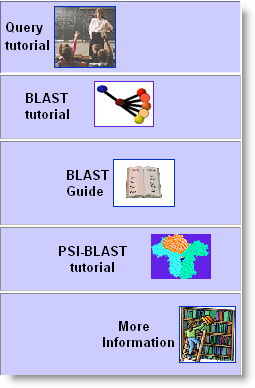 Query
tutorial
BLAST
tutorial
BLAST
Guide
PSI-BLAST
tutorial
More
Information